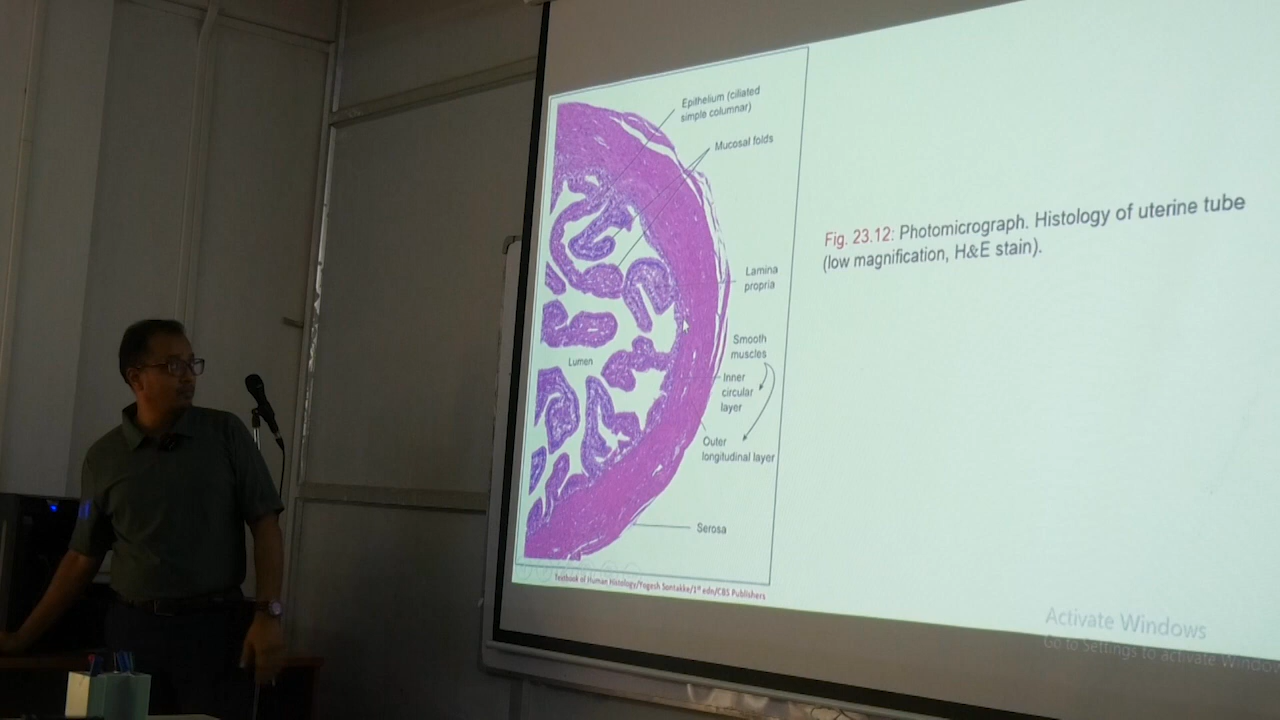 Epithelium (ciliated
simple columnar)
Mucosal folds
Lamina
propria
Smooth
muscles
Lumen
Inner
circular
layer
Outer
longitudinal layer
Serosa
Textbook of Human Histology/Yogesh Sontakke/1st edn/CBS Publishers
Fig. 23.12: Photomicrograph. Histology of uterine tube
(low magnification, H&E stain).
Activate Windows
Go to Settings to activate Windo